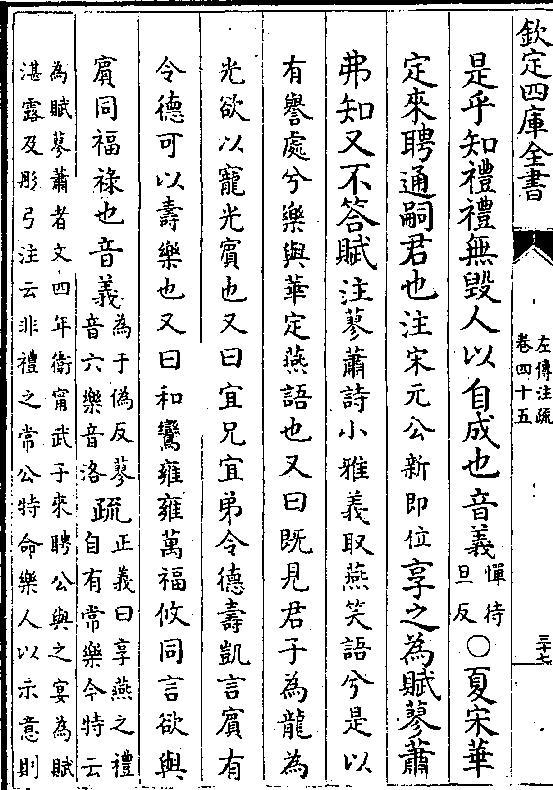 欽定四庫全書
左傳注疏
卷四十五
三十七
是乎知禮禮無毀人以自成也音義憚待
旦反○夏宋華
定來聘通嗣君也注宋元公新即位享之為賦蓼蕭
弗知又不答賦注蓼蕭詩小雅義取燕笑語兮是以
有譽處兮樂與華定燕語也又曰既見君子為龍為
光欲以寵光賓也又曰宜兄宜弟令德壽凱言賓有
令德可以壽樂也又曰和鸞雍雍萬福攸同言欲與
賓同福祿也音義為于偽反蓼
音六樂音洛疏正義曰享燕之禮
自有常樂今特云
為賦蓼蕭者文四年衛甯武子來聘公與之宴為賦
湛露及彤弓注云非禮之常公特命樂人以示意則